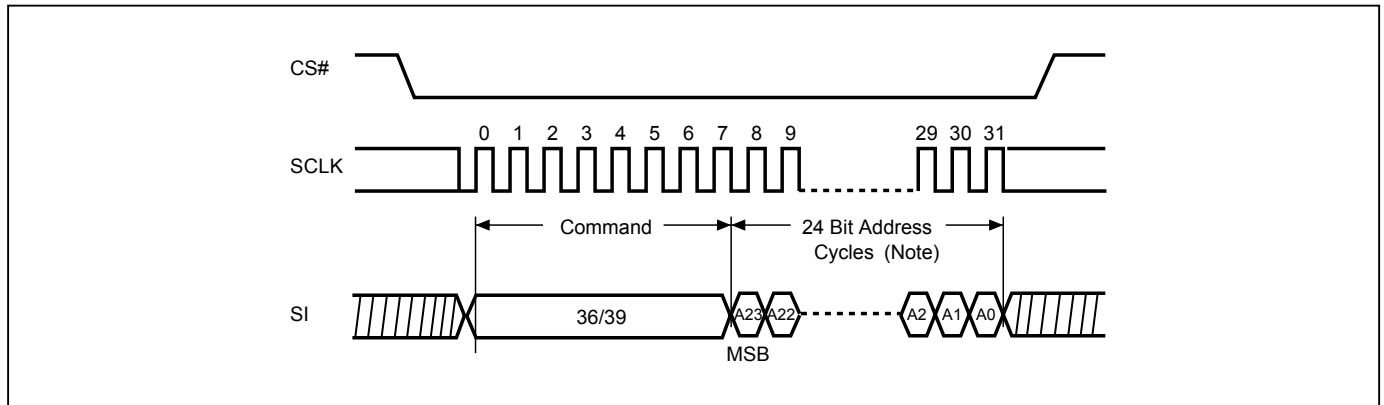 CS#
0 1 2 3 4 5 6 7 8 9 29 30 31
SCLK
Command 24 Bit Address
Cycles (Note)
SI 36/39 A23 A22 A2 A1 A0
MSB